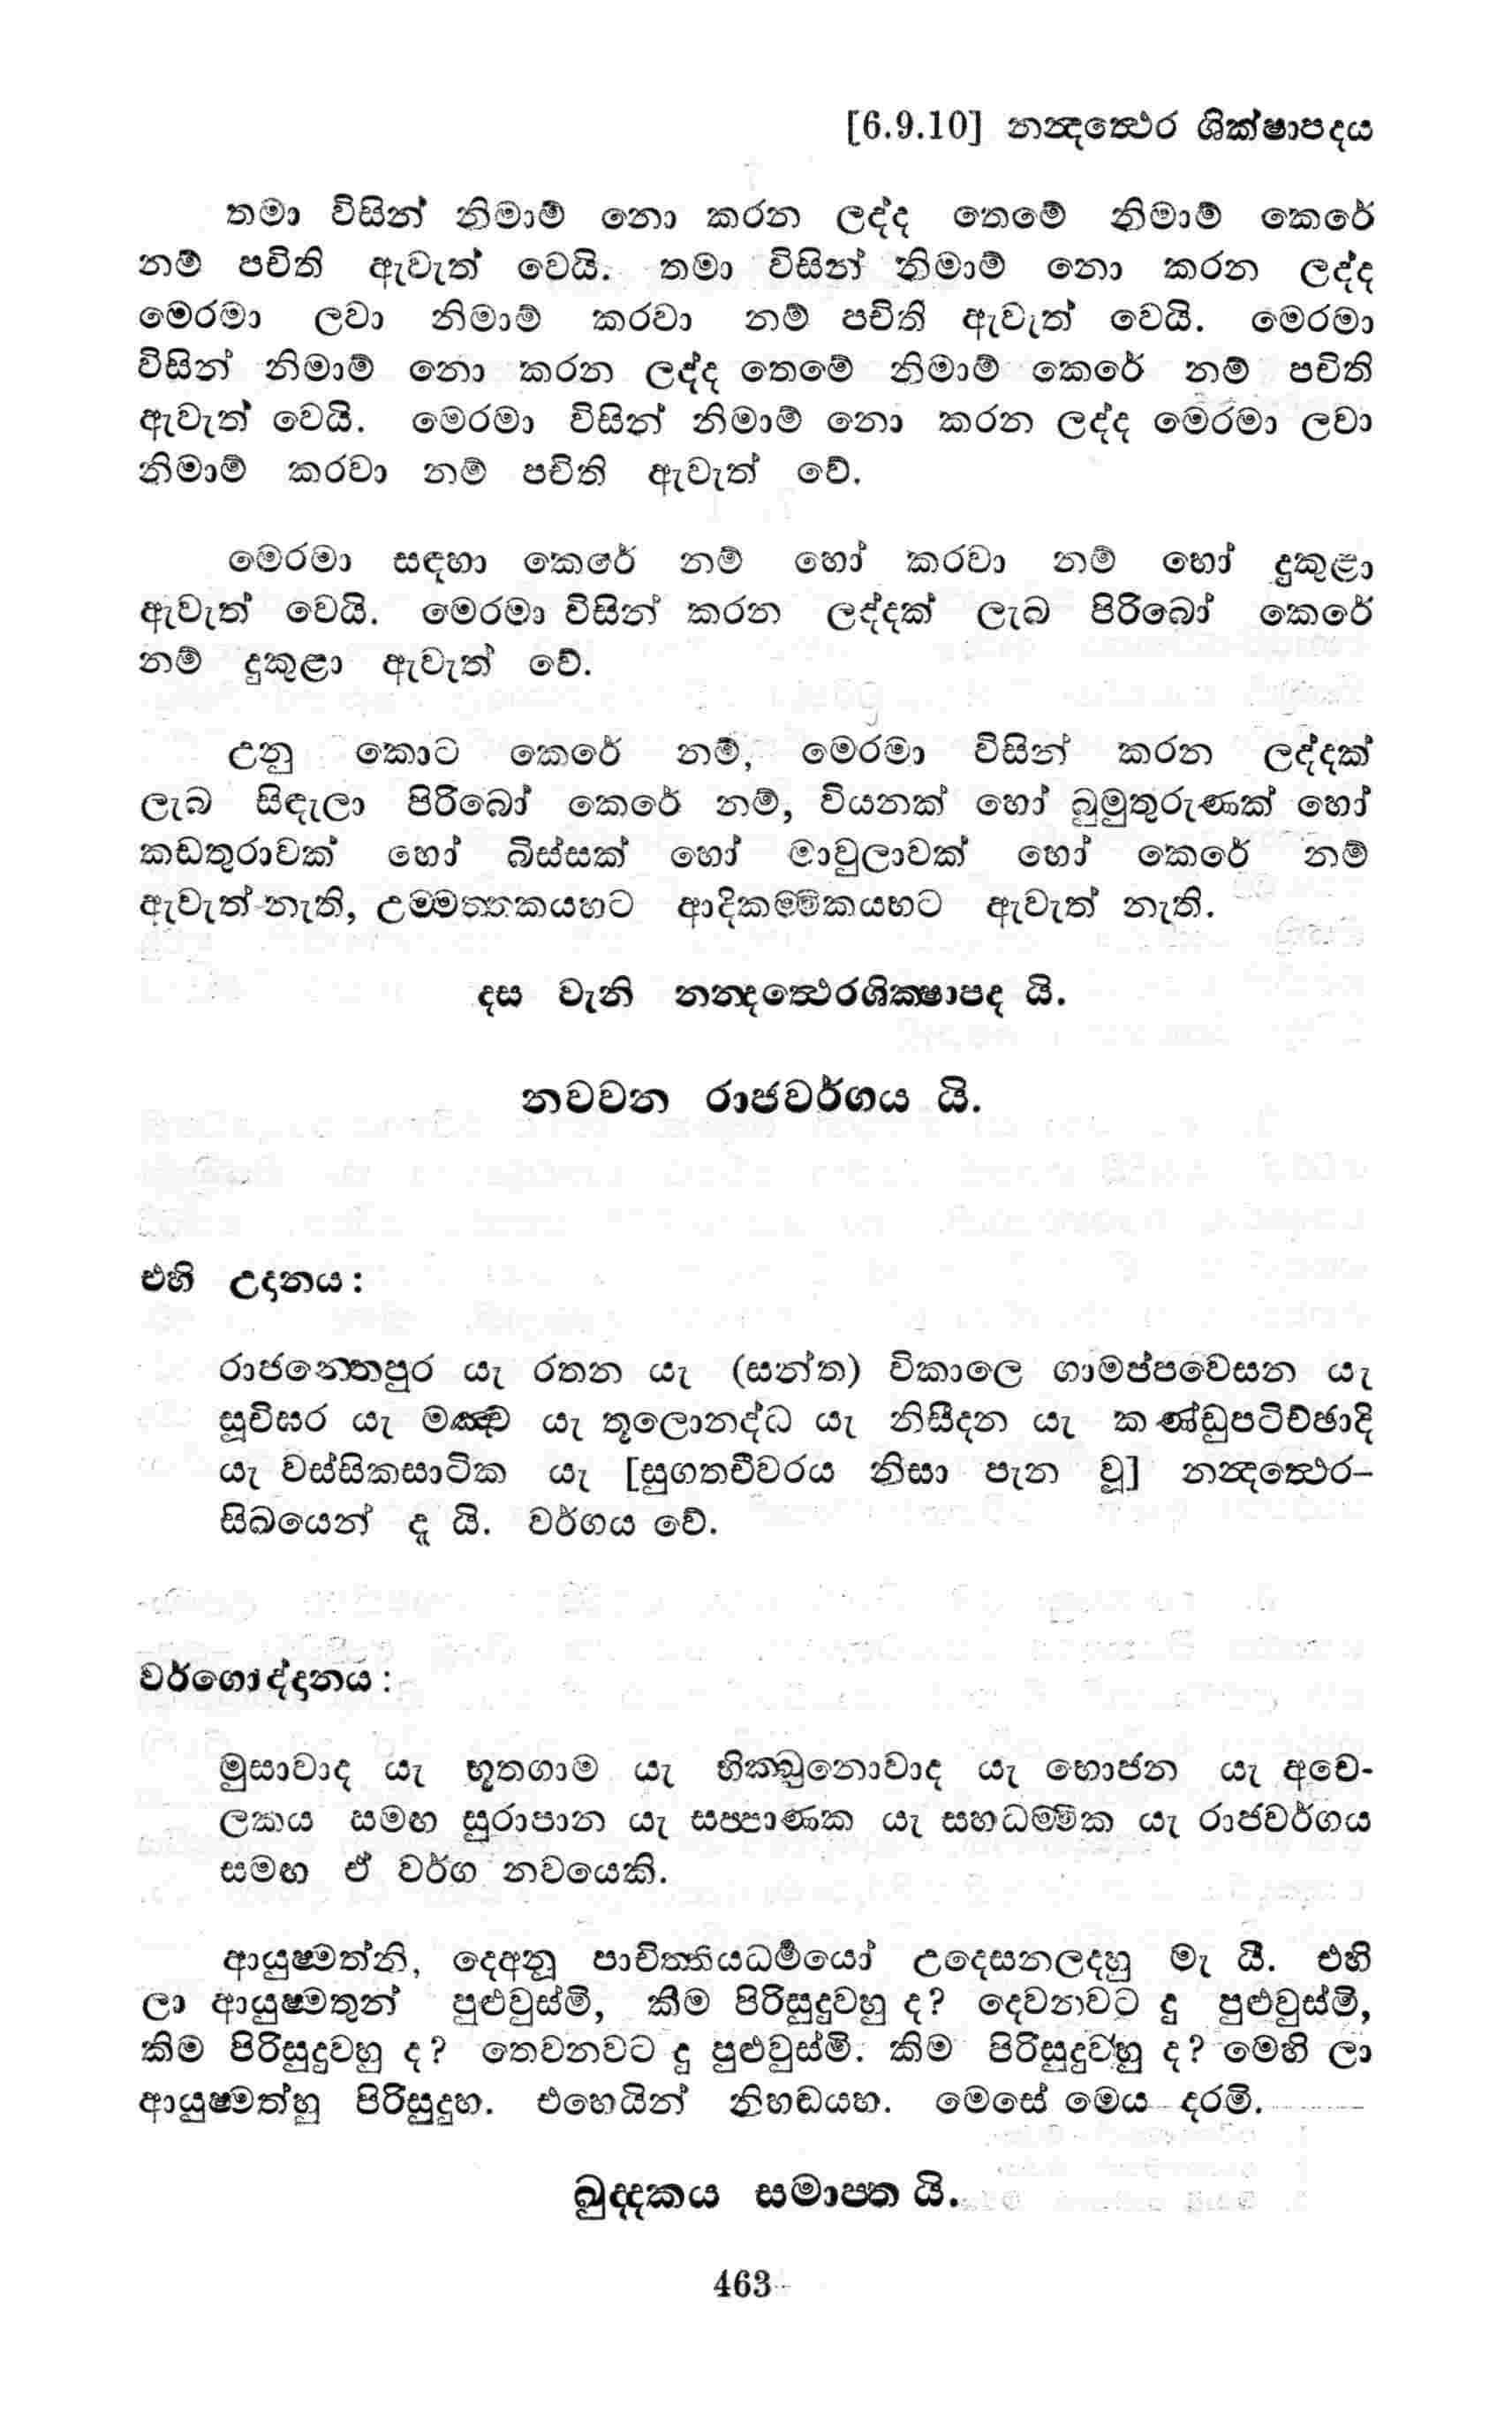 [6.9.10] නන්‍දත්‍ථෙර ශික්ෂාපදය
තමා විසින් නිමාම් නො කරන ලද්ද තෙමේ නිමාම් කෙරේ
නම් පචිති ඇවැත් වෙයි. තමා විසින් නිමාම් නො කරන ලද්ද
මෙරමා ලවා නිමාම් කරවා නම් පචිති ඇවැත් වෙයි. මෙරමා
විසින් නිමාම් නො කරන ලද්ද තෙමේ නිමාම් කෙරේ නම් පචිති
ඇවැත් වෙයි. මෙරමා විසින් නිමාම් නො කරන ලද්ද මෙරමා ලවා
නිමාම් කරවා නම් පචිති ඇවැත් වේ.
මෙරමා සඳහා කෙරේ නම් හෝ කරවා නම් හෝ දුකුළා
ඇවැත් වෙයි. මෙරමා විසින් කරන ලද්දක් ලැබ පිරිබෝ කෙරේ
නම් දුකුළා ඇවැත් වේ.
උනු කොට කෙරේ නම්, මෙරමා විසින් කරන ලද්දක්
ලැබ සිඳැලා පිරිබෝ කෙරේ නම්, වියනක් හෝ බුමුතුරුණක් හෝ
කඩතුරාවක් හෝ බිස්සක් හෝ මාවුලාවක් හෝ කෙරේ නම්
ඇවැත් නැති, උම්මත්තකයහට ආදිකම්මිකයහට ඇවැත් නැති.
දස වැනි නන්‍දත්‍ථෙරශික්‍ෂාපද යි.
නවවන රාජවර්ගය යි.
එහි උදානය:
රාජන්තෙපුර යැ රතන යැ (සන්ත) විකාලෙ ගාමප්පවෙසන යැ
සූචිඝර යැ මඤ්ච යැ තූලොනද්ධ යැ නිසීදන යැ කණ්ඩුපටිච්ඡාදි
යැ වස්සිකසාටික යැ [සුගතචීවරය නිසා පැන වූ] නන්‍දත්‍ථෙර-
සිඛයෙන් දු යි. වර්ගය වේ.
වර්ගොද්දානය:
මුසාවාද යැ භූතගාම යැ භික්ඛුනොවාද යැ භොජන යැ අචෙ-
ලකය සමඟ සුරාපාන යැ සප්පාණක යැ සහධම්මික යැ රාජවර්ගය
සමඟ ඒ වර්ග නවයෙකි.
ආයුෂ්මත්නි, දෙඅනූ පාචිත්තියධර්‍මයෝ උදෙසනලදහු මැ යි. එහි
ලා ආයුෂ්මතුන් පුළුවුස්මි, කීම පිරිසුදුවහු ද? දෙවනවට දු පුළුවුස්මි,
කිම පිරිසුදුවහු ද? තෙවනවට දු පුළුවුස්මි. කිම පිරිසුදුවහු ද? මෙහි ලා
ආයුෂ්මත්හු පිරිසුදුහ. එහෙයින් නිහඬයහ. මෙසේ මෙය දරමි.
ඛුද්දකය සමාප්ත යි.
463